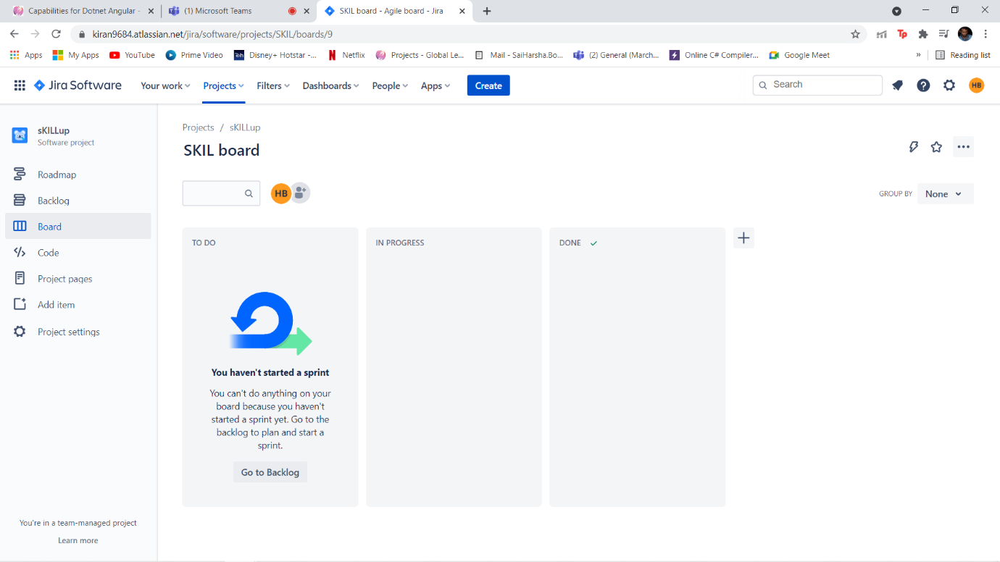 Capabilities for Dotnet Angular -
(1) Microsoft Teams
SKIL board - Agile board - Jira
kiran9684.atlassian.net/jira/software/projects/SKIL/boards/9
Apps
My Apps
YouTube
Prime Video
Disney+ Hotstar -...
Netflix
Projects - Global Le...
Mail - SaiHarsha.Bo...
(2) General (March...
Online C# Compiler...
Google Meet
»
Reading list
Jira Software
Your work
Projects
Filters
Dashboards
People
Apps
Create
Search
HB
sKILLup
Software project
Roadmap
Backlog
Board
Code
Project pages
Add item
Project settings
You're in a team-managed project
Learn more
Projects / sKILLup
SKIL board
HB
GROUP BY
None
TO DO
IN PROGRESS
DONE
You haven't started a sprint
You can't do anything on your
board because you haven't
started a sprint yet. Go to the
backlog to plan and start a
sprint.
Go to Backlog